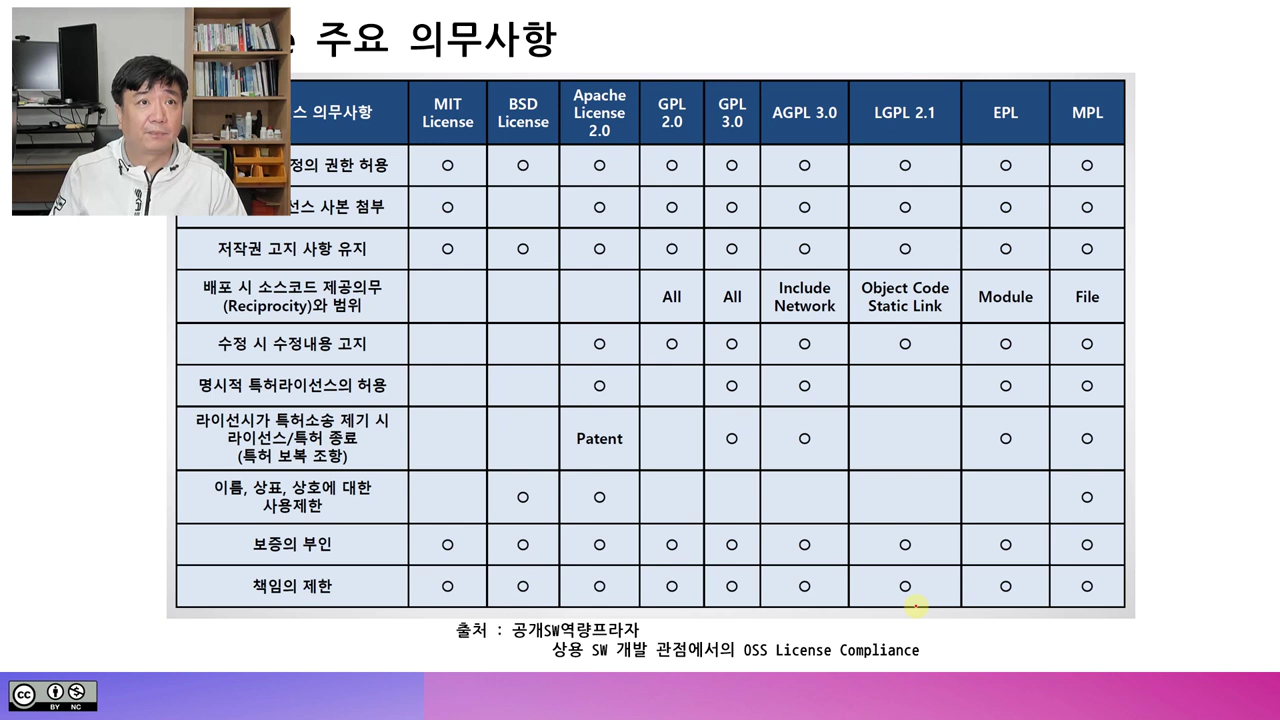 주요 의무사항
스 의무사항
MIT License
BSD License
Apache License 2.0
GPL 2.0
GPL 3.0
AGPL 3.0
LGPL 2.1
EPL
MPL
정의 권한 허용 ○ ○ ○ ○ ○ ○ ○ ○ ○
선스 사본 첨부 ○ ○ ○ ○ ○ ○ ○ ○
저작권 고지 사항 유지 ○ ○ ○ ○ ○ ○ ○ ○ ○
배포 시 소스코드 제공의무
(Reciprocity)와 범위
All
All
Include Network
Object Code Static Link
Module
File
수정 시 수정내용 고지 ○ ○ ○ ○ ○ ○ ○
명시적 특허라이선스의 허용 ○ ○ ○ ○ ○
라이선시가 특허소송 제기 시
라이선스/특허 종료
(특허 보복 조항)
Patent ○ ○ ○ ○
이름, 상표, 상호에 대한
사용제한
○ ○ ○
보증의 부인 ○ ○ ○ ○ ○ ○ ○ ○ ○
책임의 제한 ○ ○ ○ ○ ○ ○ ○ ○ ○
출처 : 공개SW역량프라자
상용 SW 개발 관점에서의 OSS License Compliance
cc BY NC